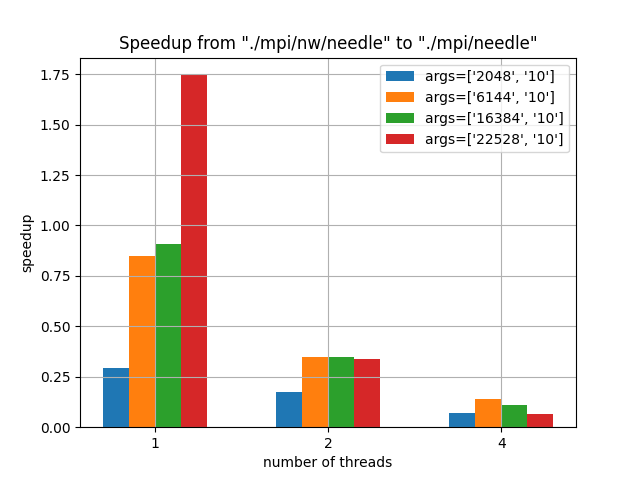 Speedup from "./mpi/nw/needle" to "./mpi/needle"
args=['2048', '10']
args=['6144', '10']
args=['16384', '10']
args=['22528', '10']
1.75
1.50
1.25
1.00
0.75
0.50
0.25
0.00
speedup
1 2 4
number of threads